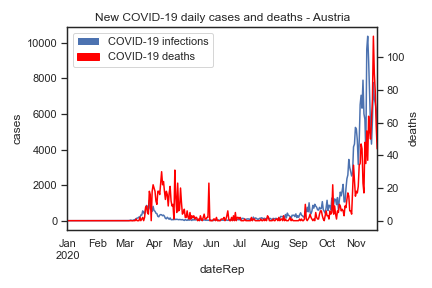 New COVID-19 daily cases and deaths - Austria
COVID-19 infections
COVID-19 deaths
10000
8000
6000
4000
2000
0
cases
100
80
60
40
20
0
deaths
Jan Feb Mar Apr May Jun Jul Aug Sep Oct Nov
2020
dateRep